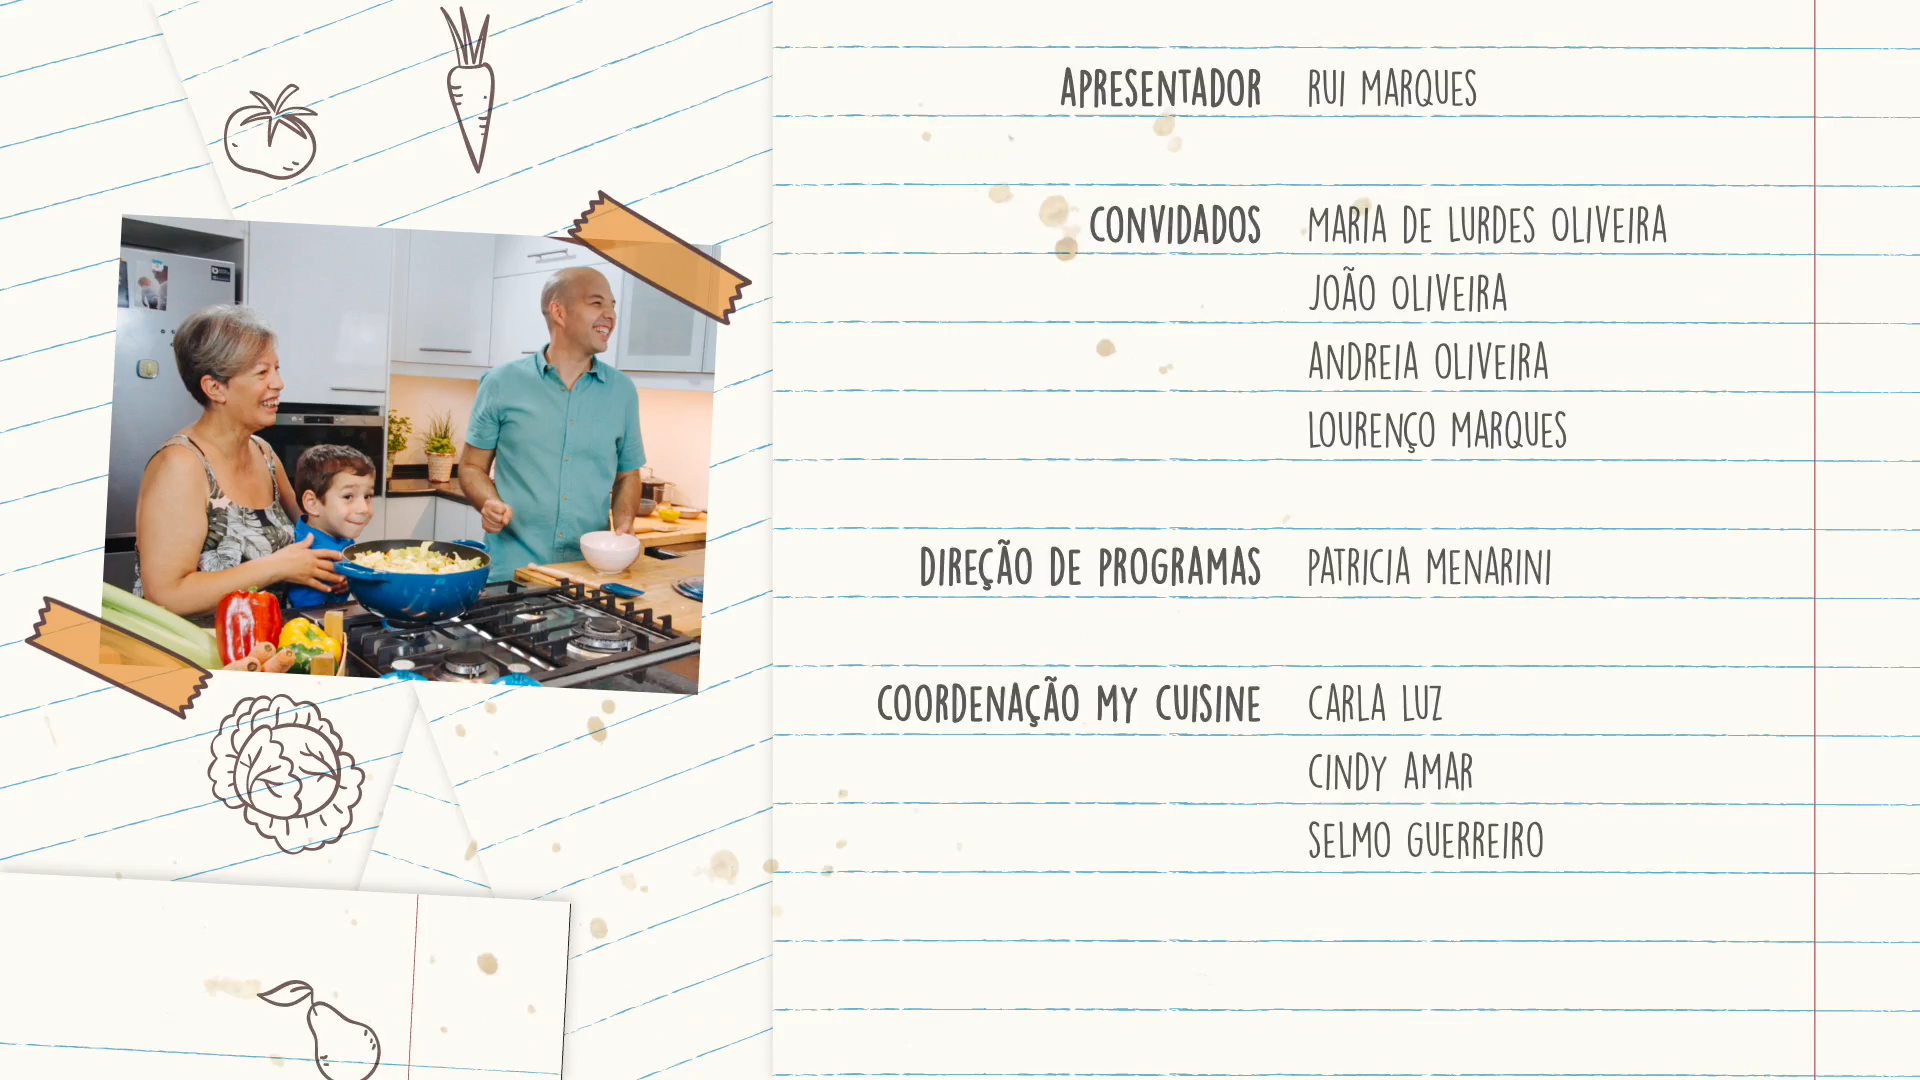 APRESENTADOR RUI MARQUES
CONVIDADOS MARIA DE LURDES OLIVEIRA
JOÃO OLIVEIRA
ANDREIA OLIVEIRA
LOURENÇO MARQUES
DIREÇÃO DE PROGRAMAS PATRICIA MENARINI
COORDENAÇÃO MY CUISINE CARLA LUZ
CINDY AMAR
SELMO GUERREIRO